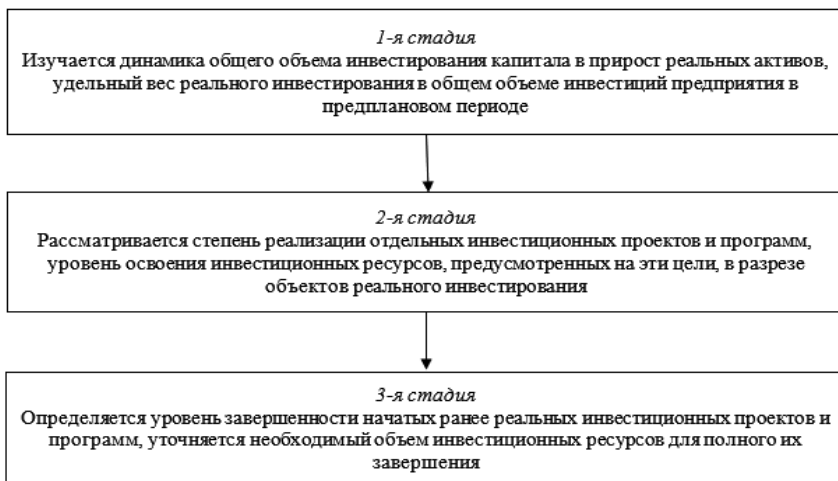 1-я стадия
Изучается динамика общего объема инвестирования капитала в прирост реальных активов,
удельный вес реального инвестирования в общем объеме инвестиций предприятия в
предплановом периоде
2-я стадия
Рассматривается степень реализации отдельных инвестиционных проектов и программ,
уровень освоения инвестиционных ресурсов, предусмотренных на эти цели, в разрезе
объектов реального инвестирования
3-я стадия
Определяется уровень завершенности начатых ранее реальных инвестиционных проектов и
программ, уточняется необходимый объем инвестиционных ресурсов для полного их
завершения